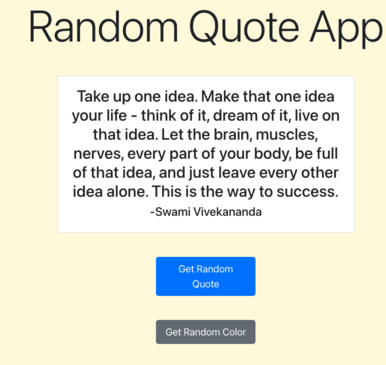 Random Quote App
Take up one idea. Make that one idea
your life - think of it, dream of it, live on
that idea. Let the brain, muscles,
nerves, every part of your body, be full
of that idea, and just leave every other
idea alone. This is the way to success.
-Swami Vivekananda
Get Random
Quote
Get Random Color